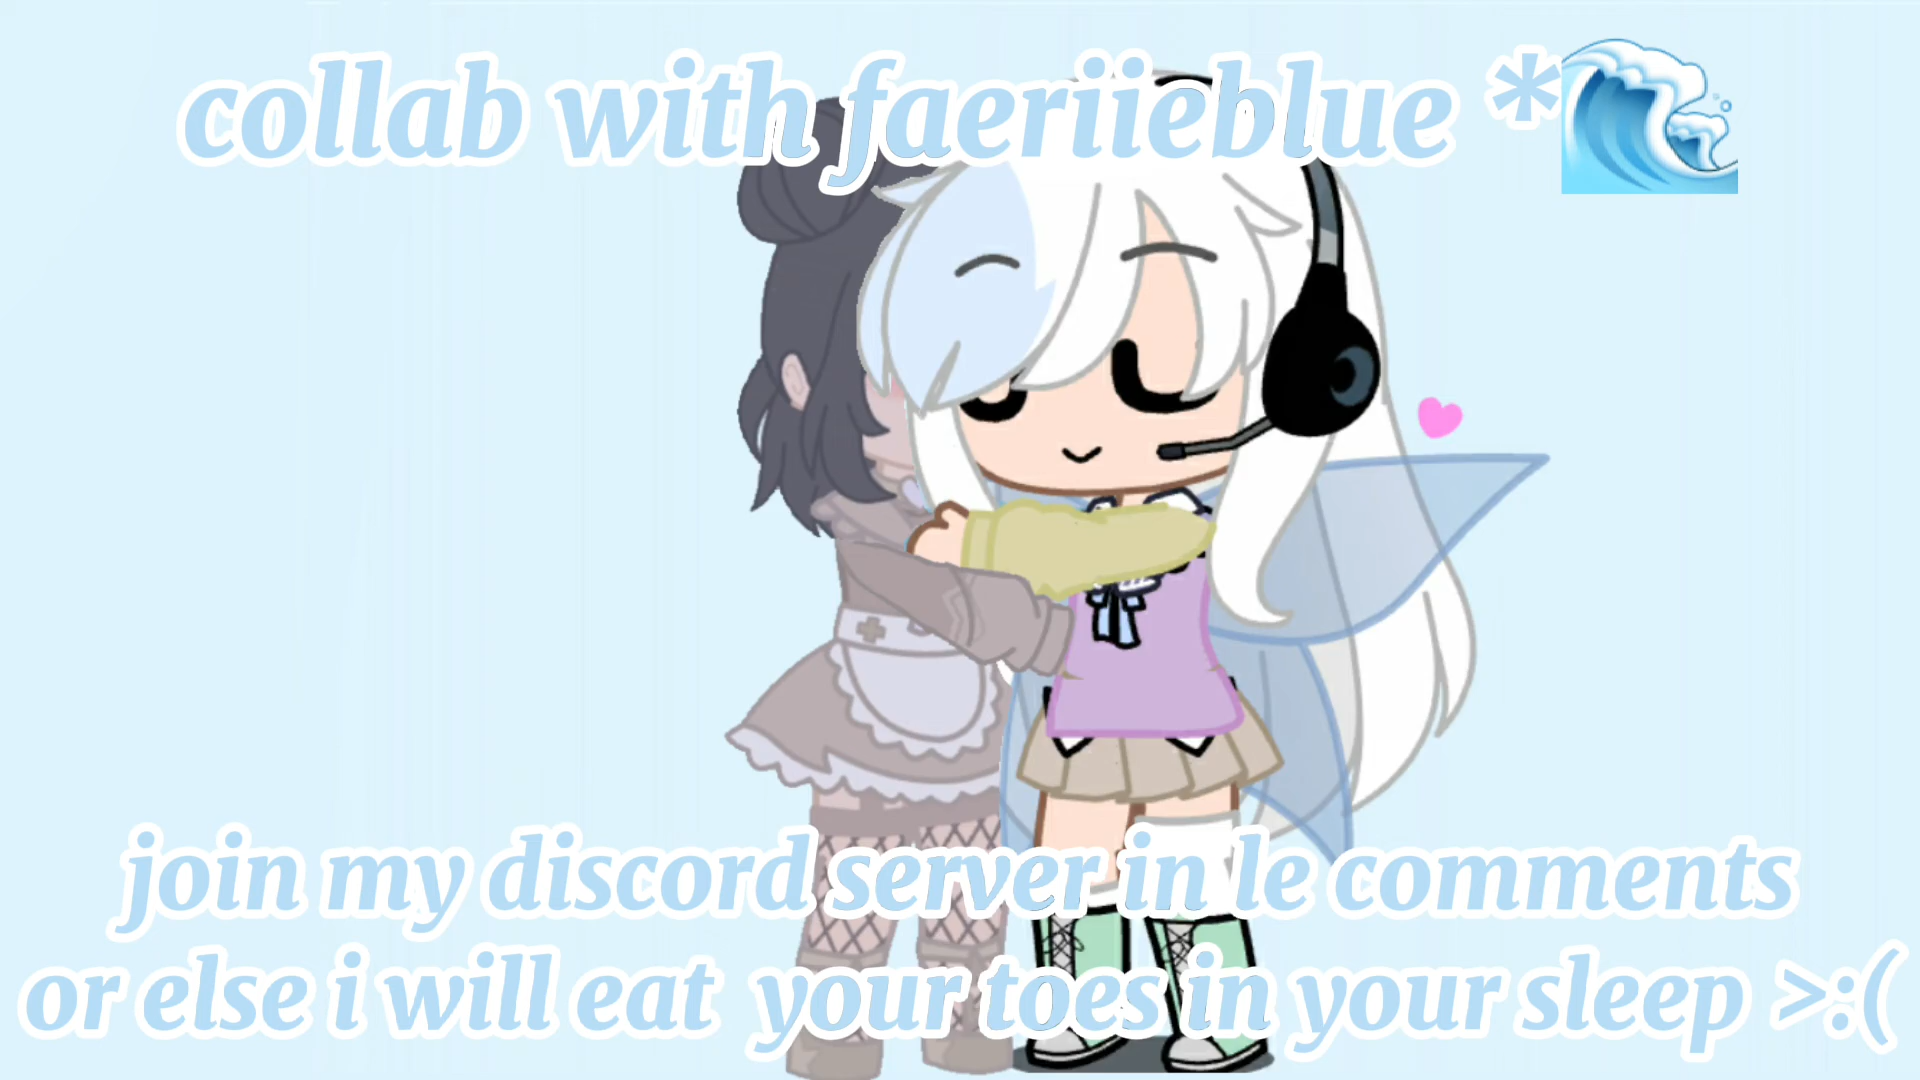 collab with faeriieblue *🌊
join my discord server in le comments
or else i will eat your toes in your sleep >:(